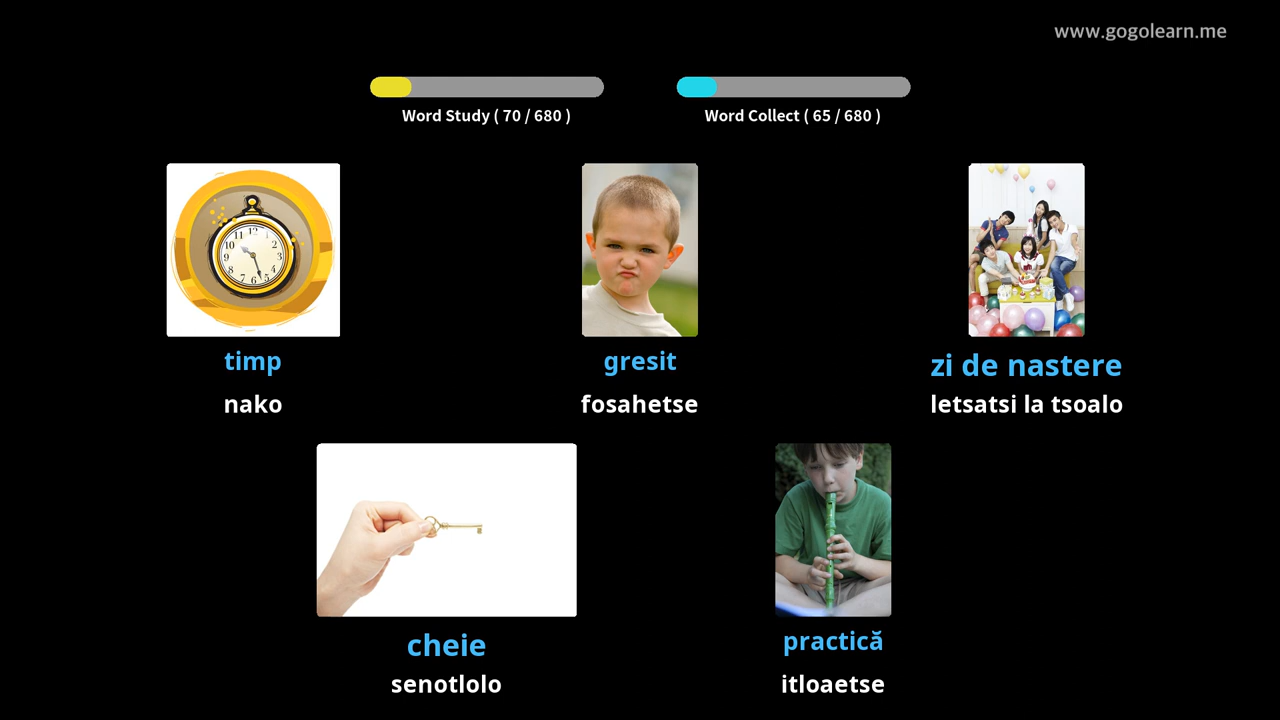 www.gogolearn.me
Word Study ( 70 / 680 )
Word Collect ( 65 / 680 )
timp
nako
gresit
fosahetse
zi de nastere
letsatsi la tsoalo
cheie
senotlolo
practică
itloaetse